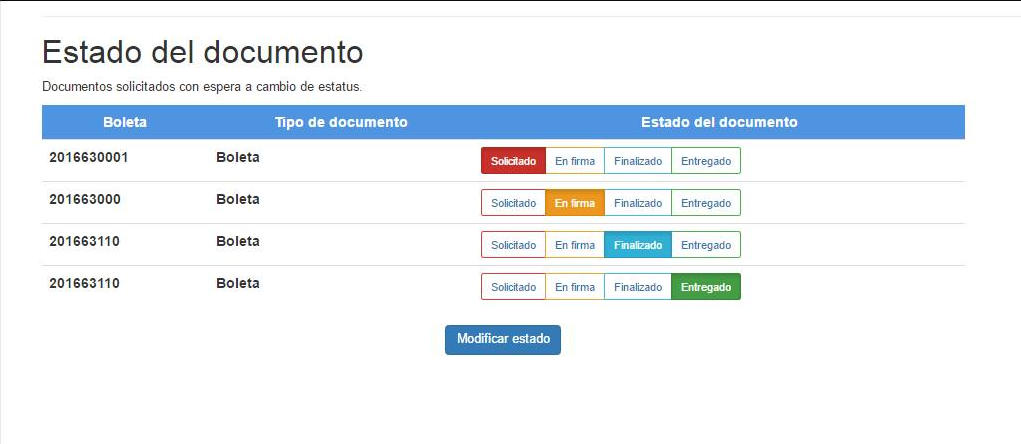 Estado del documento
Documentos solicitados con espera a cambio de estatus.
Boleta Tipo de documento Estado del documento
2016630001 Boleta Solicitado En firma Finalizado Entregado
201663000 Boleta Solicitado En firma Finalizado Entregado
201663110 Boleta Solicitado En firma Finalizado Entregado
201663110 Boleta Solicitado En firma Finalizado Entregado
Modificar estado